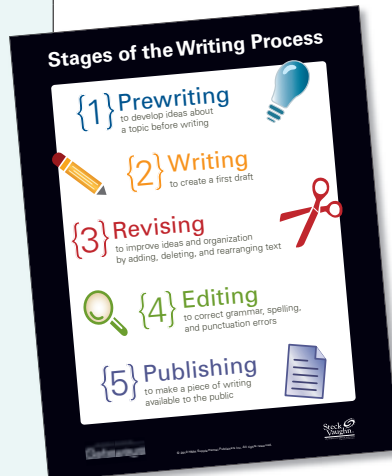 Stages of the Writing Process
{1} Prewriting
to develop ideas about
a topic before writing
{2} Writing
to create a first draft
{3} Revising
to improve ideas and organization
by adding, deleting, and rearranging text
{4} Editing
to correct grammar, spelling,
and punctuation errors
{5} Publishing
to make a piece of writing
available to the public
Steck
Vaughn